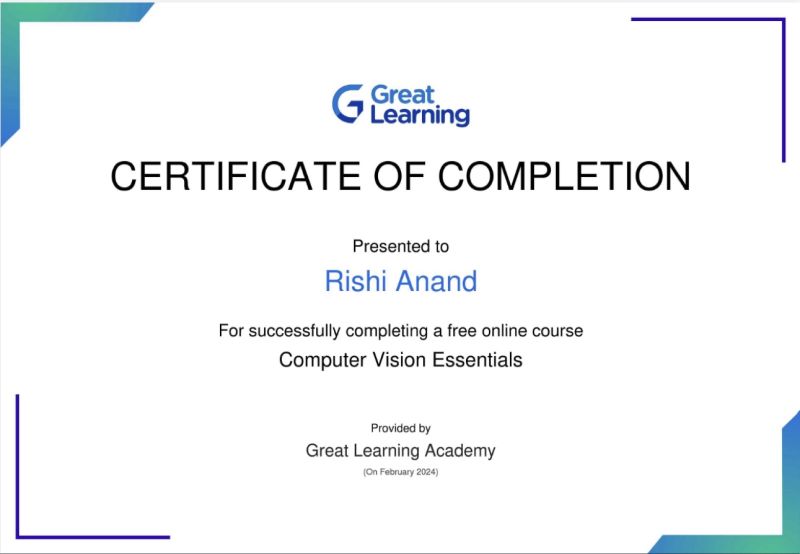 Great
Learning
CERTIFICATE OF COMPLETION
Presented to
Rishi Anand
For successfully completing a free online course
Computer Vision Essentials
Provided by
Great Learning Academy
(On February 2024)